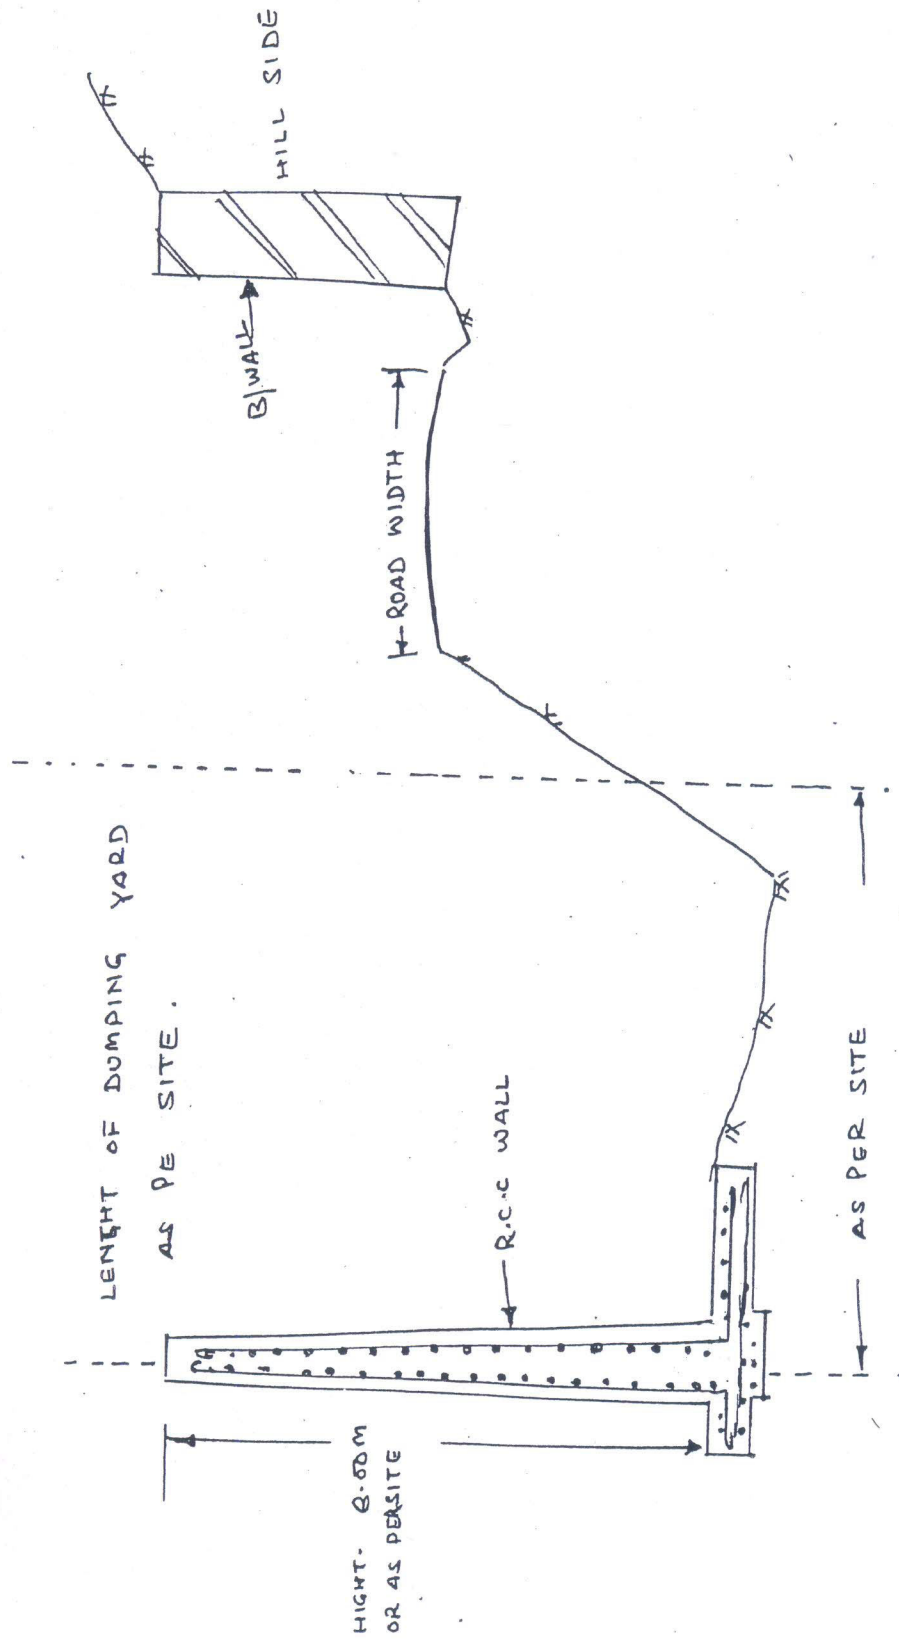 LENGHT OF DUMPING YARD
AS PE SITE.
HIGHT. 8.00M
OR AS PERSITE
R.C.C WALL
ROAD WIDTH
B/WALL
HILL SIDE
AS PER SITE